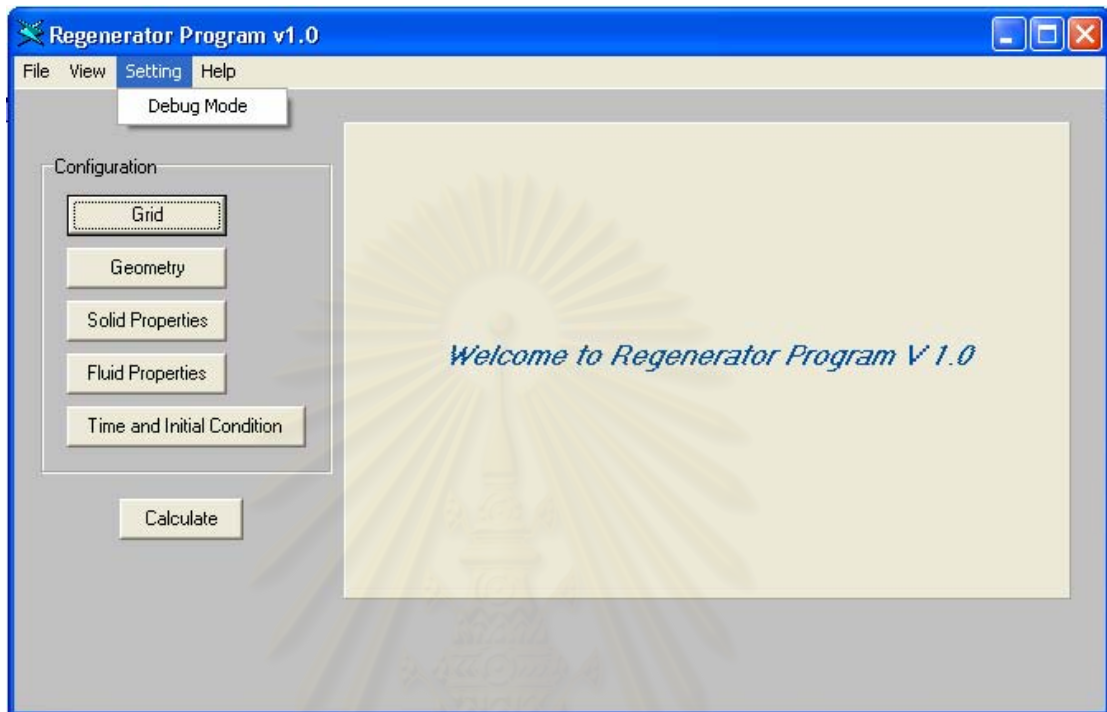 Regenerator Program v1.0
File View Setting Help
Debug Mode
Configuration
Grid
Geometry
Solid Properties
Fluid Properties
Time and Initial Condition
Calculate
Welcome to Regenerator Program V 1.0